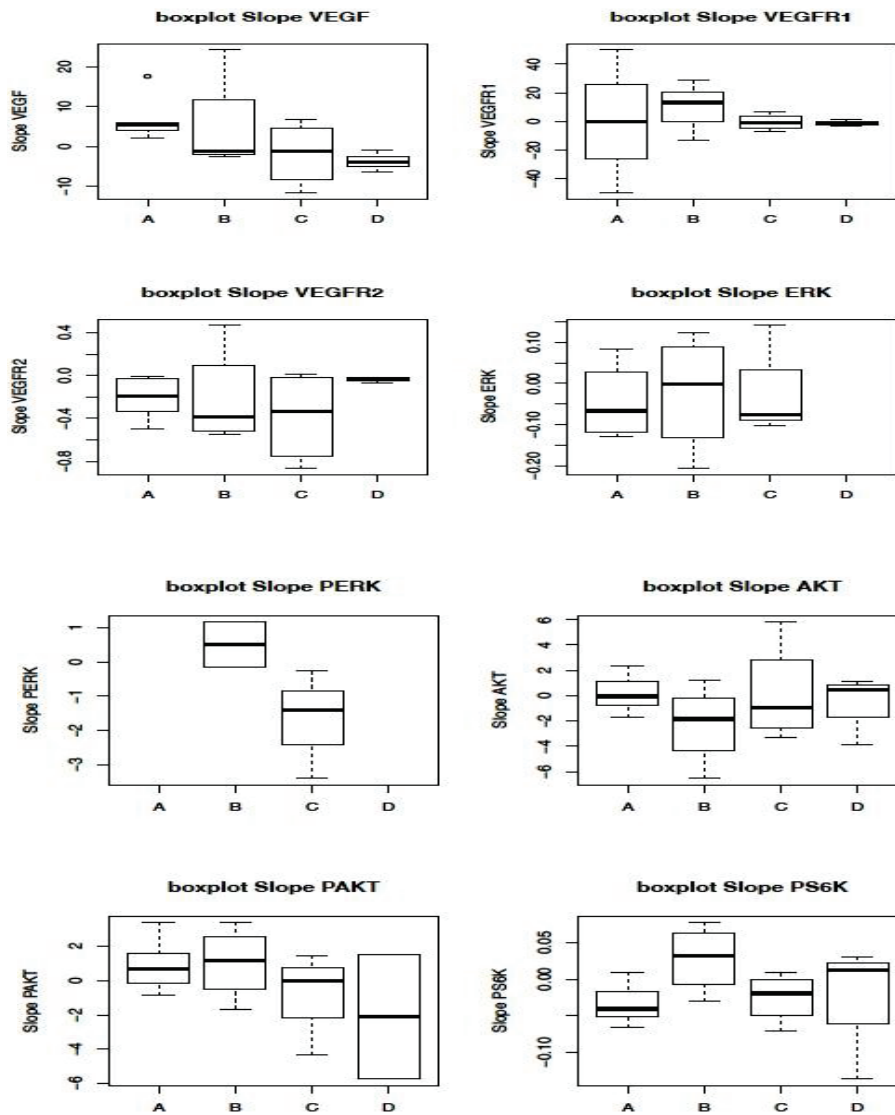 boxplot Slope VEGF
Slope VEGF
20
10
0
−10
A B C D
boxplot Slope VEGFR1
Slope VEGFR1
40
20
0
−20
−40
A B C D
boxplot Slope VEGFR2
Slope VEGFR2
0.4
0.0
−0.4
−0.8
A B C D
boxplot Slope ERK
Slope ERK
0.10
0.00
−0.10
−0.20
A B C D
boxplot Slope PERK
Slope PERK
1
0
−1
−2
−3
A B C D
boxplot Slope AKT
Slope AKT
6
4
2
0
−2
−4
−6
A B C D
boxplot Slope PAKT
Slope PAKT
2
0
−2
−4
−6
A B C D
boxplot Slope PS6K
Slope PS6K
0.05
0.00
−0.10
A B C D